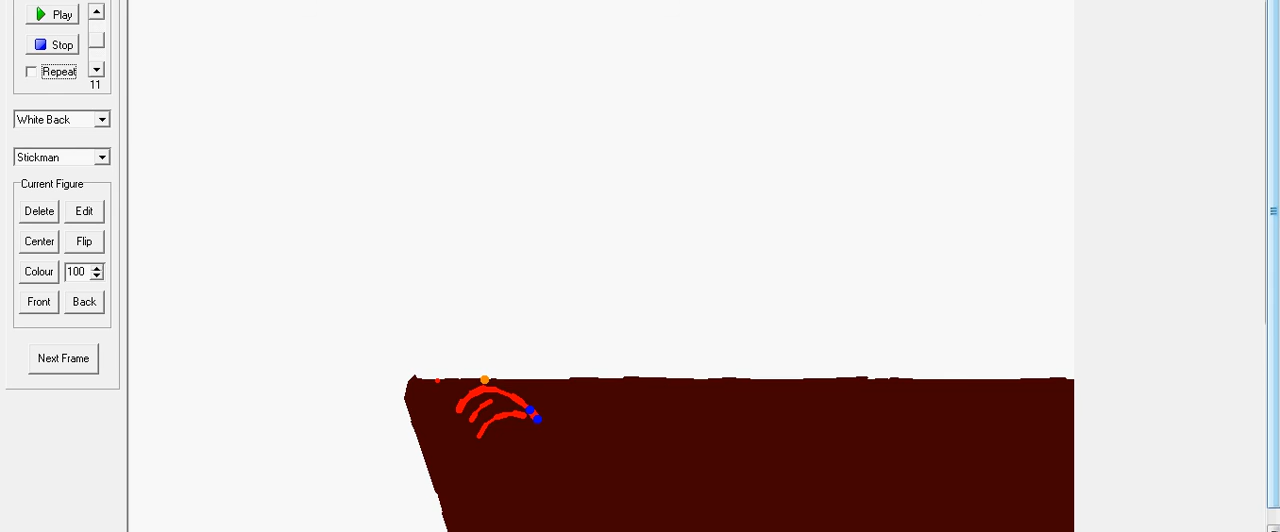 Play
Stop
Repeat
11
White Back
Stickman
Current Figure
Delete Edit
Center Flip
Colour 100
Front Back
Next Frame